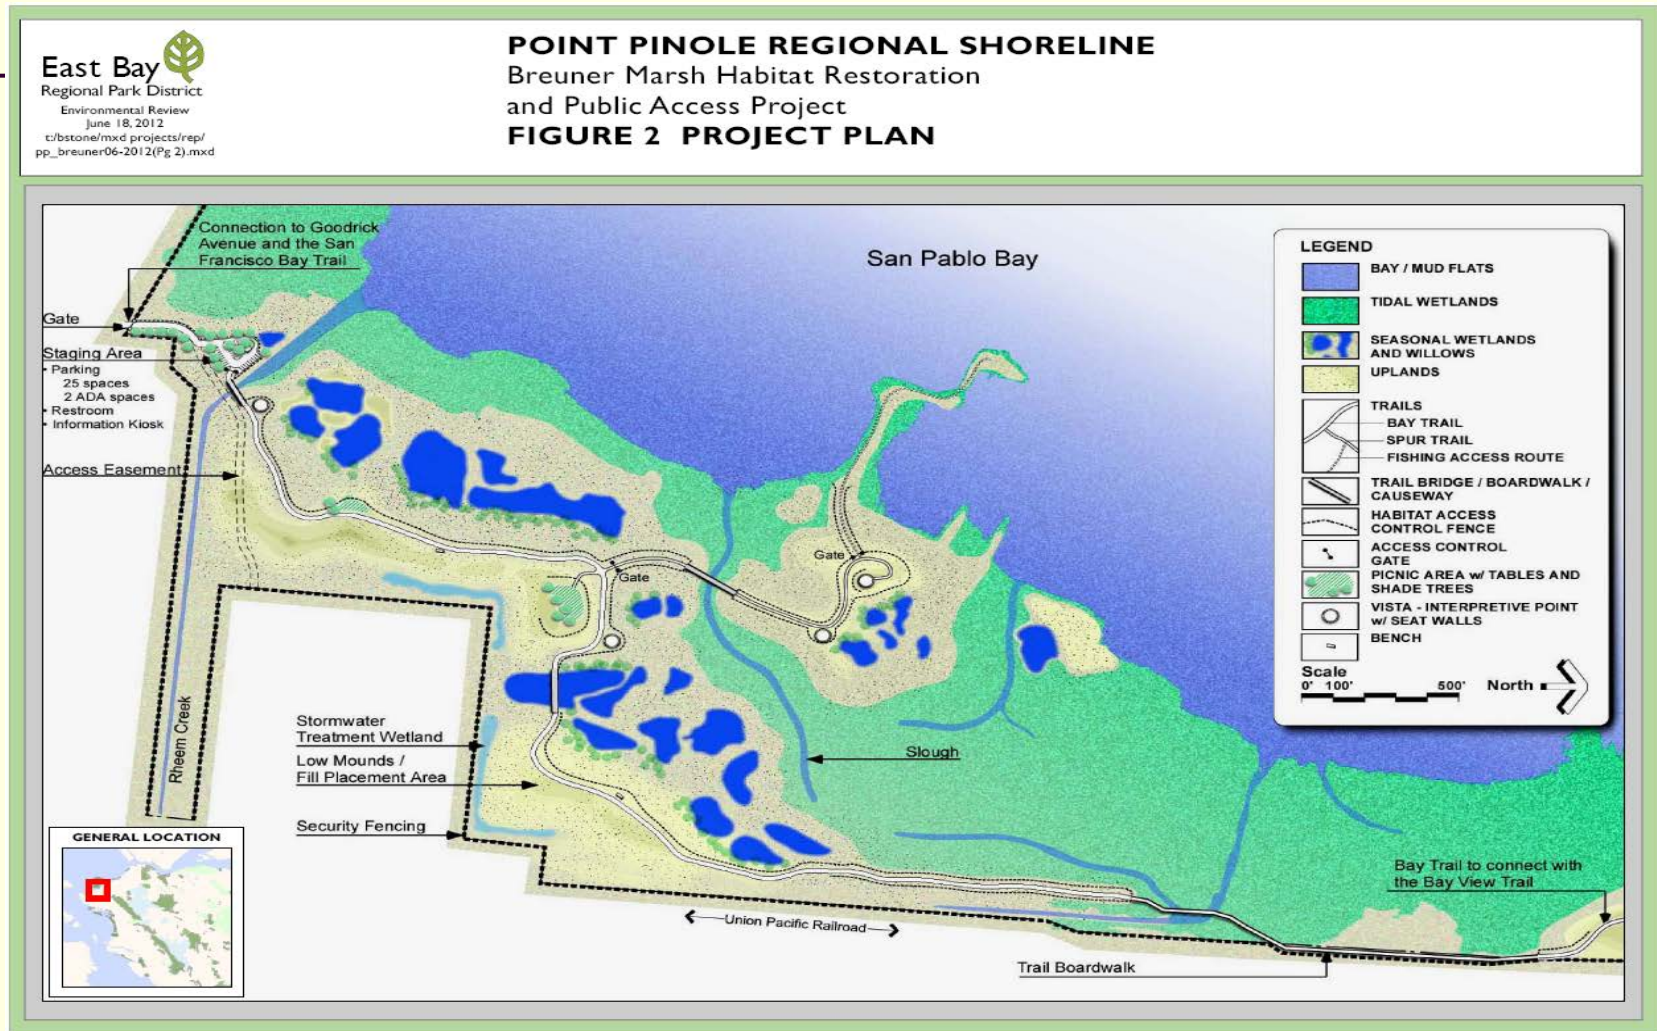 East Bay
Regional Park District
Environmental Review
June 18, 2012
t:/bstone/mxd projects/rep/
pp_breuner06-2012(Pg 2).mxd
POINT PINOLE REGIONAL SHORELINE
Breuner Marsh Habitat Restoration
and Public Access Project
FIGURE 2 PROJECT PLAN
Connection to Goodrick
Avenue and the San
Francisco Bay Trail
Gate
Staging Area
• Parking
25 spaces
2 ADA spaces
• Restroom
• Information Kiosk
Access Easement
Rheem Creek
San Pablo Bay
Gate
Gate
Slough
Stormwater
Treatment Wetland
Low Mounds /
Fill Placement Area
Security Fencing
Union Pacific Railroad
Trail Boardwalk
Bay Trail to connect with
the Bay View Trail
LEGEND
BAY / MUD FLATS
TIDAL WETLANDS
SEASONAL WETLANDS
AND WILLOWS
UPLANDS
TRAILS
BAY TRAIL
SPUR TRAIL
FISHING ACCESS ROUTE
TRAIL BRIDGE / BOARDWALK /
CAUSEWAY
HABITAT ACCESS
CONTROL FENCE
ACCESS CONTROL
GATE
PICNIC AREA w/ TABLES AND
SHADE TREES
VISTA - INTERPRETIVE POINT
w/ SEAT WALLS
BENCH
Scale
0' 100' 500'
North
GENERAL LOCATION